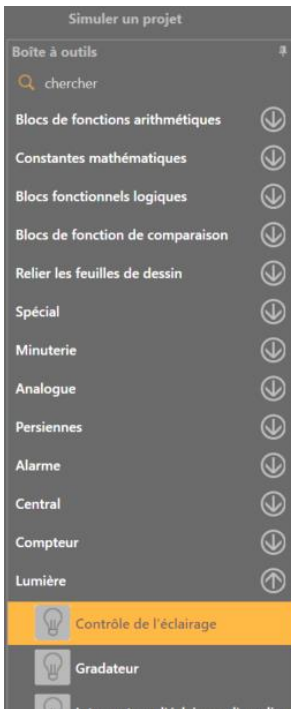 Simuler un projet
Boîte à outils
chercher
Blocs de fonctions arithmétiques
Constantes mathématiques
Blocs fonctionnels logiques
Blocs de fonction de comparaison
Relier les feuilles de dessin
Spécial
Minuterie
Analogue
Persiennes
Alarme
Central
Compteur
Lumière
Contrôle de l'éclairage
Gradateur